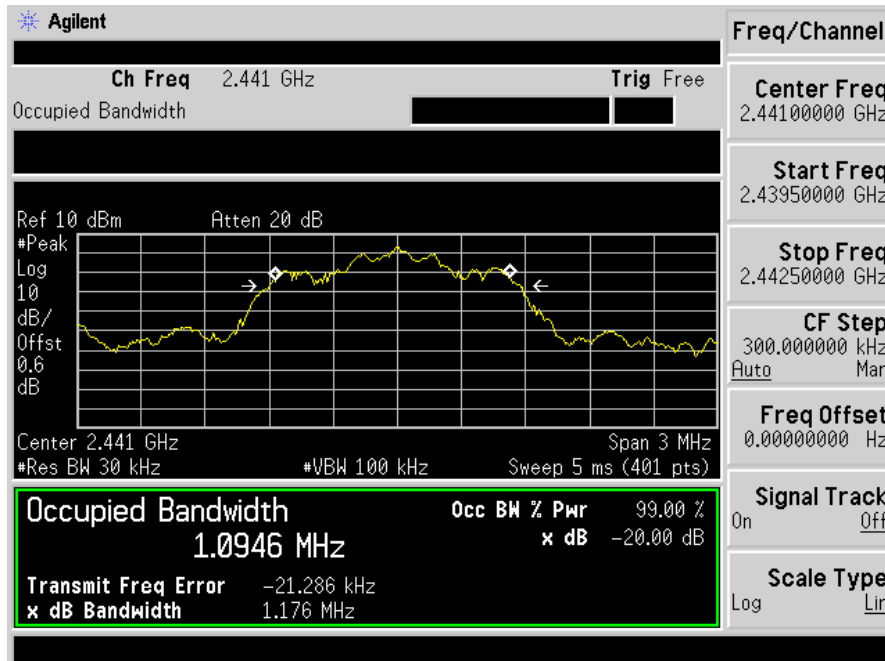 Agilent
Freq/Channel
Ch Freq 2.441 GHz Trig Free
Occupied Bandwidth
Center Freq
2.44100000 GHz
Start Freq
2.43950000 GHz
Stop Freq
2.44250000 GHz
CF Step
300.000000 kHz
Auto Man
Freq Offset
0.00000000 Hz
Signal Track
On Off
Scale Type
Log Lin
Ref 10 dBm Atten 20 dB
#Peak
Log
10
dB/
Offst
0.6
dB
Center 2.441 GHz Span 3 MHz
#Res BW 30 kHz #VBW 100 kHz Sweep 5 ms (401 pts)
Occupied Bandwidth
1.0946 MHz
Occ BW % Pwr 99.00 %
x dB -20.00 dB
Transmit Freq Error -21.286 kHz
x dB Bandwidth 1.176 MHz